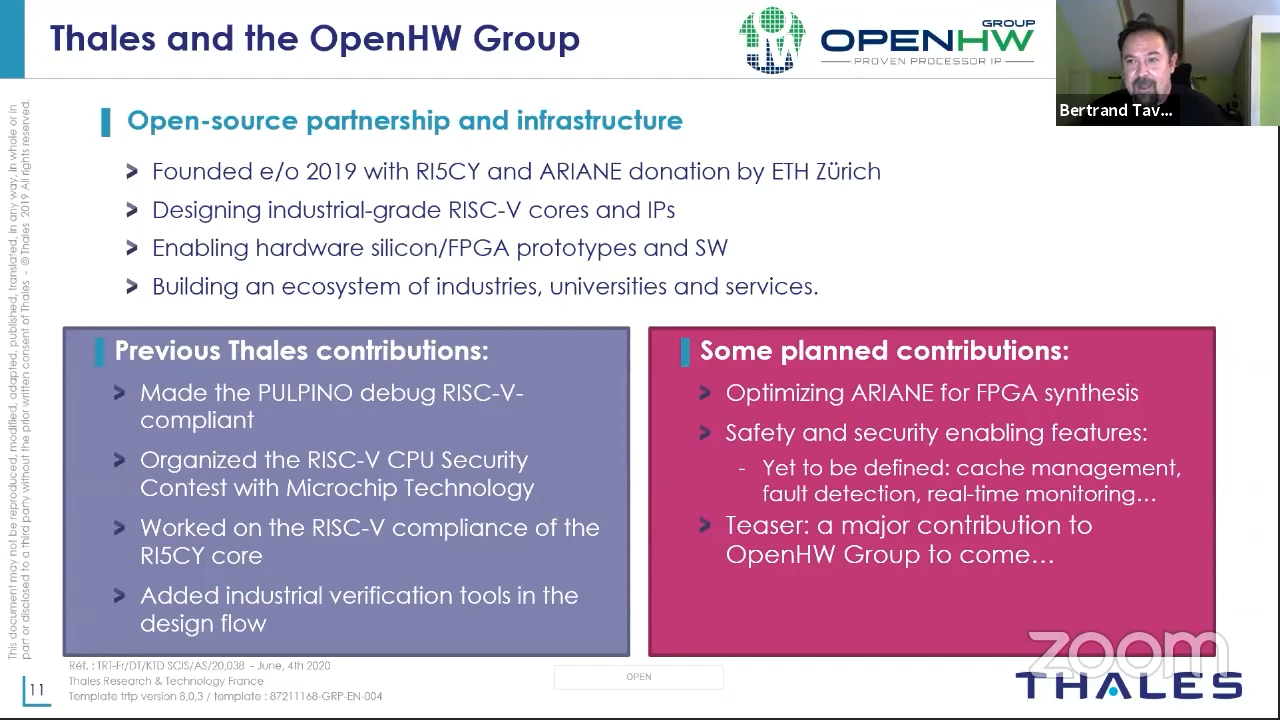 Thales and the OpenHW Group
GROUP
OPENHW
PROVEN PROCESSOR IP
Bertrand Tav...
Open-source partnership and infrastructure
Founded e/o 2019 with RI5CY and ARIANE donation by ETH Zürich
Designing industrial-grade RISC-V cores and IPs
Enabling hardware silicon/FPGA prototypes and SW
Building an ecosystem of industries, universities and services.
Previous Thales contributions:
Made the PULPINO debug RISC-V-
compliant
Organized the RISC-V CPU Security
Contest with Microchip Technology
Worked on the RISC-V compliance of the
RI5CY core
Added industrial verification tools in the
design flow
Some planned contributions:
Optimizing ARIANE for FPGA synthesis
Safety and security enabling features:
- Yet to be defined: cache management,
fault detection, real-time monitoring…
Teaser: a major contribution to
OpenHW Group to come…
This document may not be reproduced, modified, adapted, published, translated, in any way, in whole or in
part or disclosed to a third party without the prior written consent of Thales - © Thales 2019 All rights reserved.
11
Réf. : TRT-Fr/DT/KTD SCIS/AS/20,038 - June, 4th 2020
Thales Research & Technology France
Template trtp version 8,0,3 / template : 87211168-GRP-EN-004
OPEN
zoom
THALES